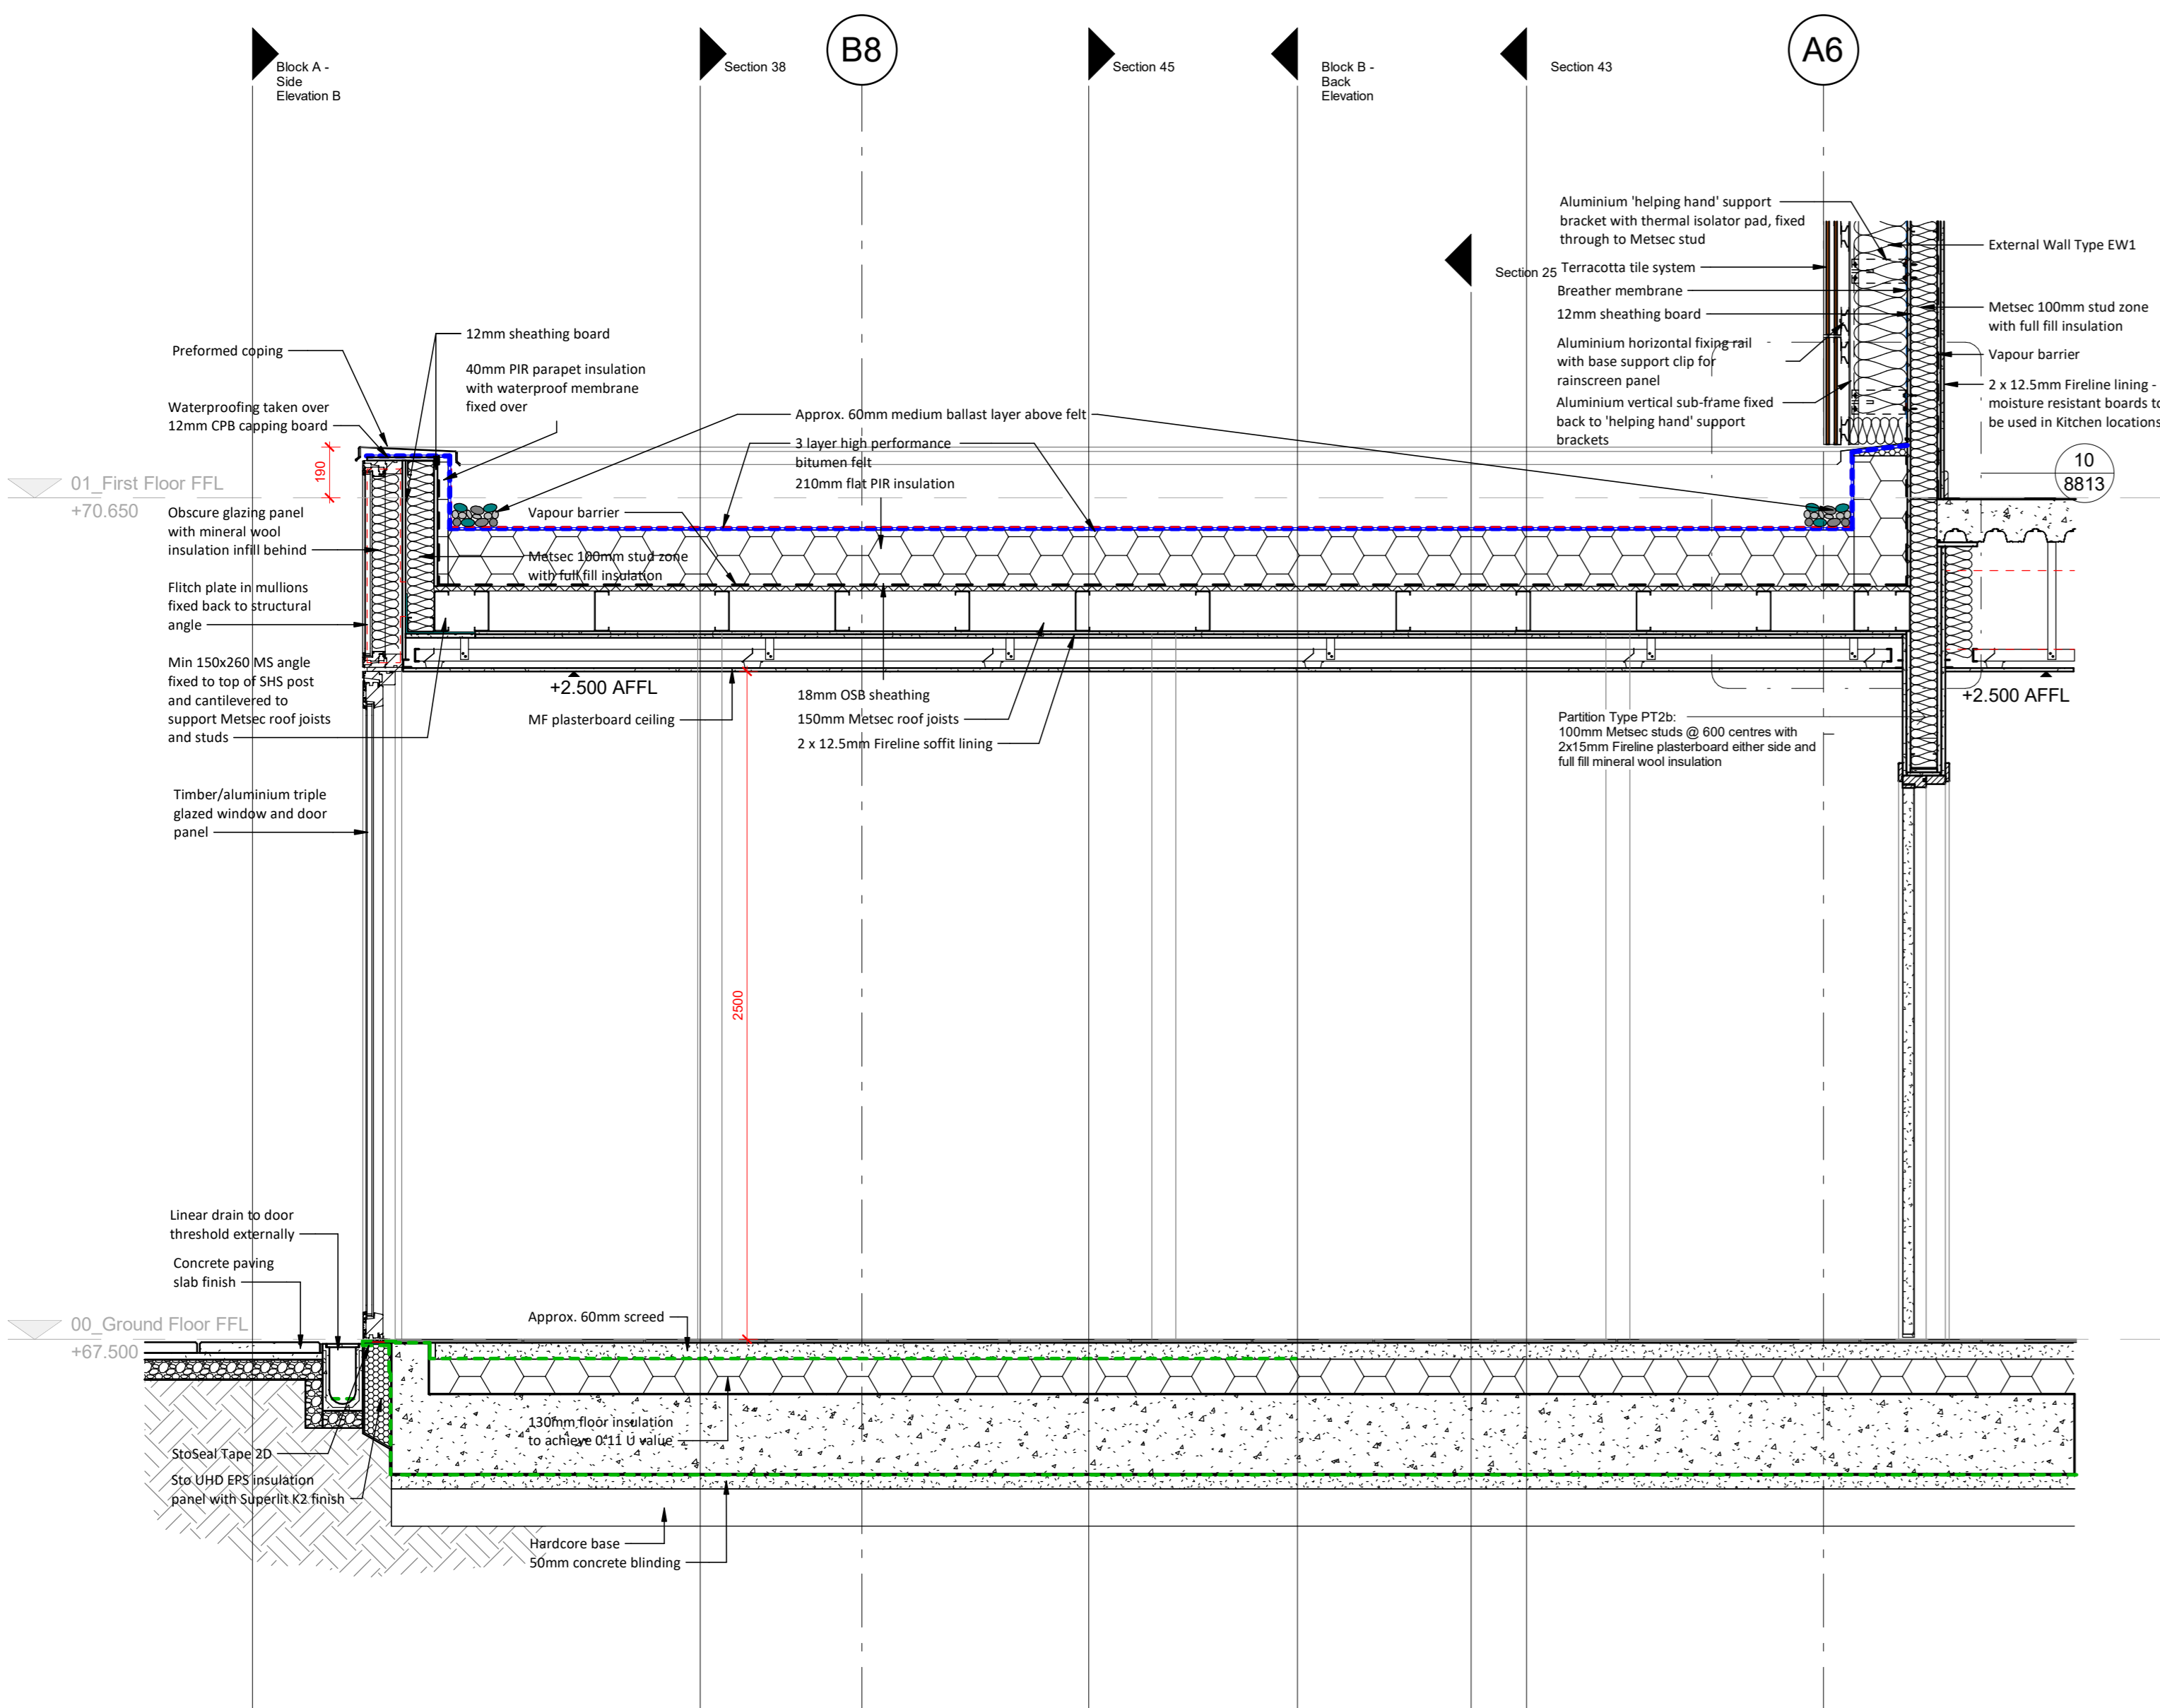 Block A -
Side
Elevation B
Section 38
B8
Section 45
Block B -
Back
Elevation
Section 43
A6
Section 25
Aluminium 'helping hand' support
bracket with thermal isolator pad, fixed
through to Metsec stud
Terracotta tile system
Breather membrane
12mm sheathing board
Aluminium horizontal fixing rail
with base support clip for
rainscreen panel
Aluminium vertical sub-frame fixed
back to 'helping hand' support
brackets
External Wall Type EW1
Metsec 100mm stud zone
with full fill insulation
Vapour barrier
2 x 12.5mm Fireline lining -
moisture resistant boards to
be used in Kitchen locations
10
8813
Preformed coping
Waterproofing taken over
12mm CPB capping board
190
01_First Floor FFL
+70.650
Obscure glazing panel
with mineral wool
insulation infill behind
Flitch plate in mullions
fixed back to structural
angle
Min 150x260 MS angle
fixed to top of SHS post
and cantilevered to
support Metsec roof joists
and studs
Timber/aluminium triple
glazed window and door
panel
12mm sheathing board
40mm PIR parapet insulation
with waterproof membrane
fixed over
Approx. 60mm medium ballast layer above felt
3 layer high performance
bitumen felt
210mm flat PIR insulation
Vapour barrier
Metsec 100mm stud zone
with full fill insulation
+2.500 AFFL
MF plasterboard ceiling
18mm OSB sheathing
150mm Metsec roof joists
2 x 12.5mm Fireline soffit lining
+2.500 AFFL
Partition Type PT2b:
100mm Metsec studs @ 600 centres with
2x15mm Fireline plasterboard either side and
full fill mineral wool insulation
2500
Linear drain to door
threshold externally
Concrete paving
slab finish
00_Ground Floor FFL
+67.500
Approx. 60mm screed
130mm floor insulation
to achieve 0.11 U value
StoSeal Tape 2D
Sto UHD EPS insulation
panel with Superlit K2 finish
Hardcore base
50mm concrete blinding